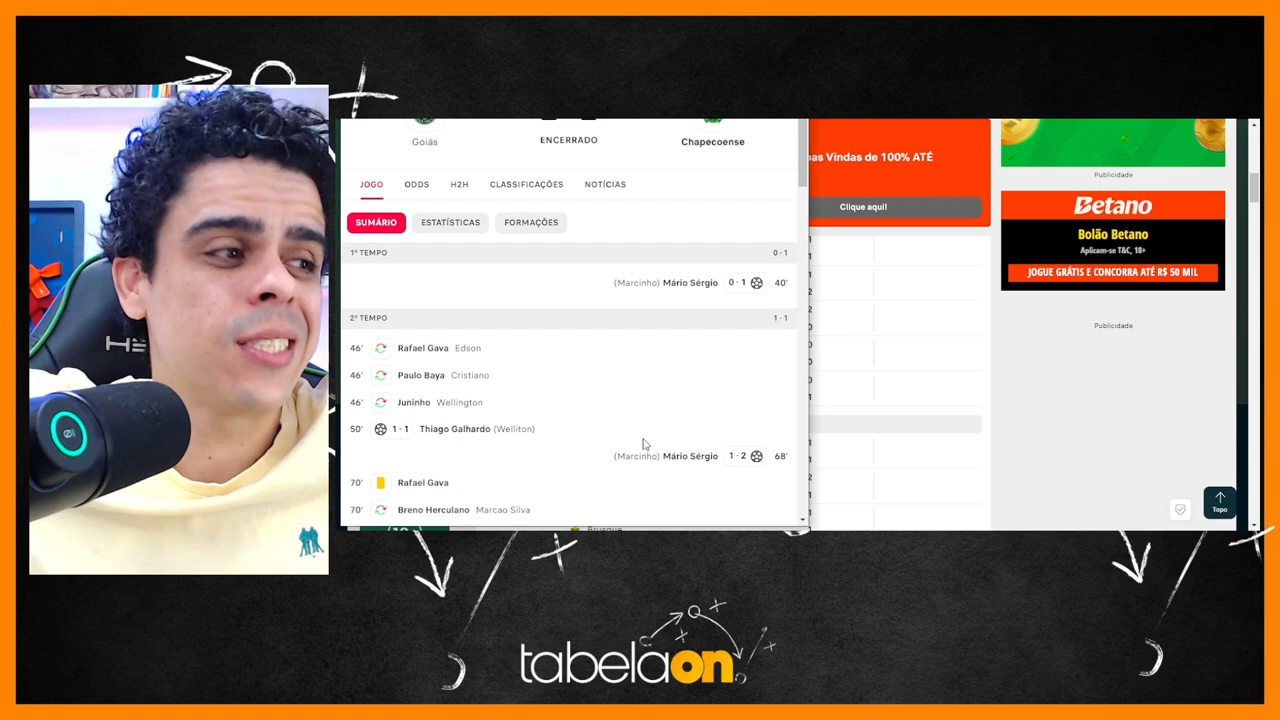 Goiás
ENCERRADO
Chapecoense
JOGO ODDS H2H CLASSIFICAÇÕES NOTÍCIAS
SUMÁRIO ESTATÍSTICAS FORMAÇÕES
1º TEMPO 0 - 1
(Marcinho) Mário Sérgio 0 - 1 40'
2º TEMPO 1 - 1
46' Rafael Gava Edson
46' Paulo Baya Cristiano
46' Juninho Wellington
50' 1 - 1 Thiago Galhardo (Welliton)
(Marcinho) Mário Sérgio 1 - 2 68'
70' Rafael Gava
70' Breno Herculano Marcao Silva
Vindas de 100% ATÉ
Clique aqui!
Publicidade
Betano
Bolão Betano
Aplicam-se T&C, 18+
JOGUE GRÁTIS E CONCORRA ATÉ R$ 50 MIL
Publicidade
Topo
tabelaon